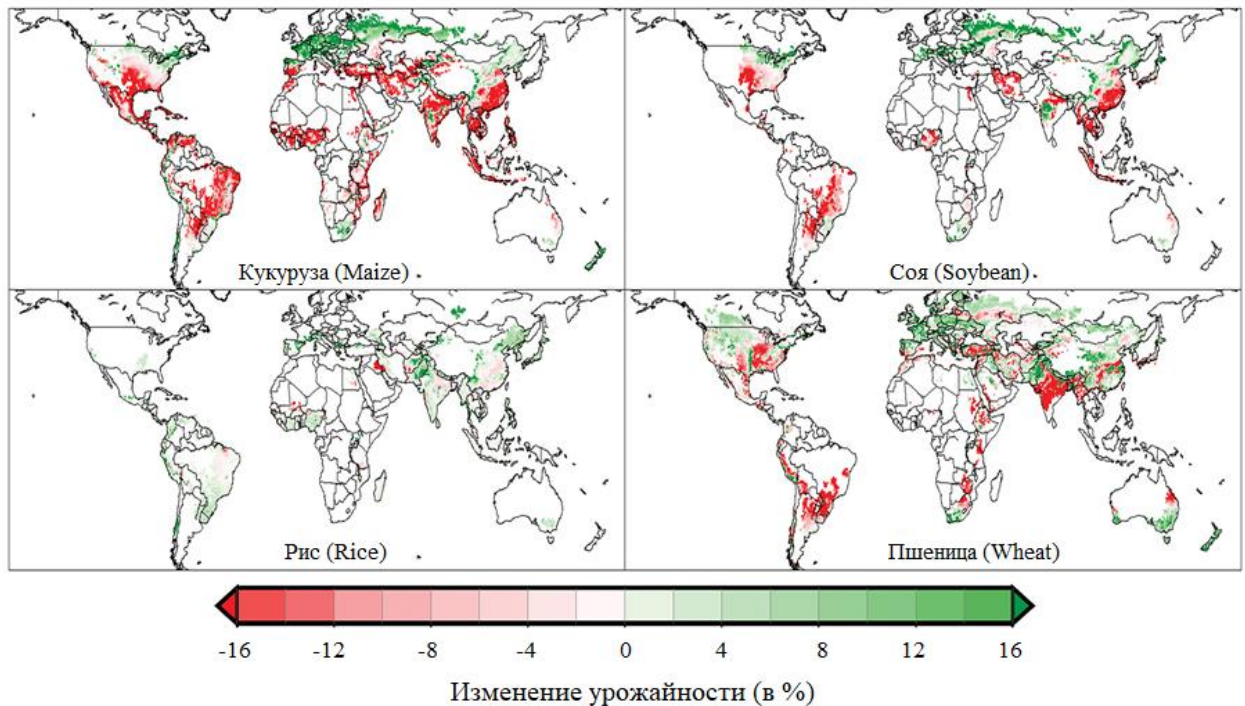 Кукуруза (Maize)
Соя (Soybean)
Рис (Rice)
Пшеница (Wheat)
-16 -12 -8 -4 0 4 8 12 16
Изменение урожайности (в %)